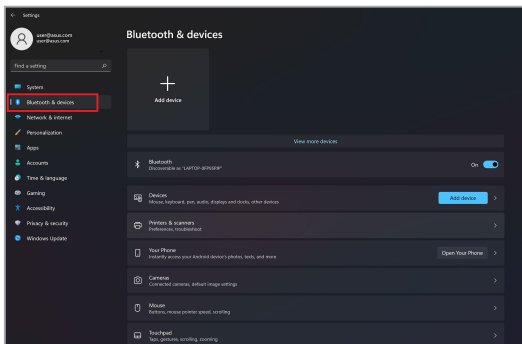 Settings
user@asus.com
user@asus.com
Find a setting
System
Bluetooth & devices
Network & internet
Personalization
Apps
Accounts
Time & language
Gaming
Accessibility
Privacy & security
Windows Update
Bluetooth & devices
Add device
View more devices
Bluetooth
Discoverable as
On
Devices
Mouse, keyboard, pen, audio, displays and docks, other devices
Add device
Printers & scanners
Preferences, troubleshoot
Your Phone
Instantly access your Android device's photos, texts, and more
Open Your Phone
Cameras
Connected cameras, default image settings
Mouse
Buttons, mouse pointer speed, scrolling
Touchpad
Taps, gestures, scrolling, zooming